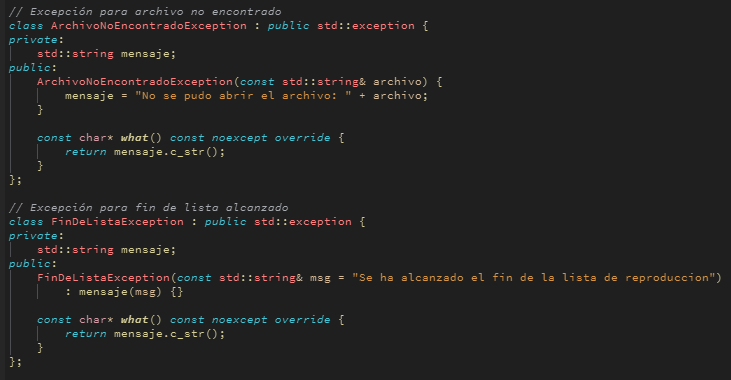 // Excepción para archivo no encontrado
class ArchivoNoEncontradoException : public std::exception {
private:
    std::string mensaje;
public:
    ArchivoNoEncontradoException(const std::string& archivo) {
        mensaje = "No se pudo abrir el archivo: " + archivo;
    }

    const char* what() const noexcept override {
        return mensaje.c_str();
    }
};

// Excepción para fin de lista alcanzado
class FinDeListaException : public std::exception {
private:
    std::string mensaje;
public:
    FinDeListaException(const std::string& msg = "Se ha alcanzado el fin de la lista de reproduccion")
        : mensaje(msg) {}

    const char* what() const noexcept override {
        return mensaje.c_str();
    }
};